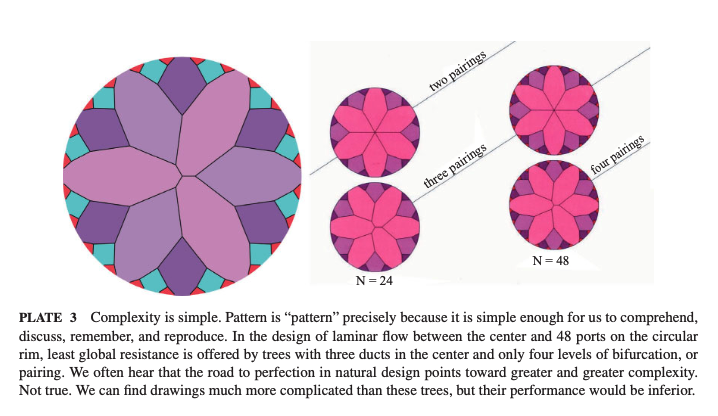 two pairings
three pairings
four pairings
N = 24
N = 48
PLATE 3 Complexity is simple. Pattern is “pattern” precisely because it is simple enough for us to comprehend,
discuss, remember, and reproduce. In the design of laminar flow between the center and 48 ports on the circular
rim, least global resistance is offered by trees with three ducts in the center and only four levels of bifurcation, or
pairing. We often hear that the road to perfection in natural design points toward greater and greater complexity.
Not true. We can find drawings much more complicated than these trees, but their performance would be inferior.